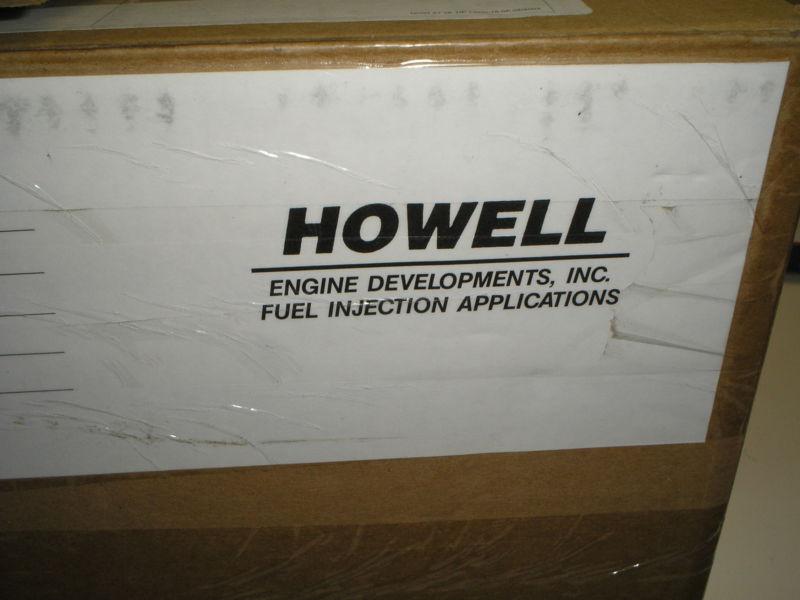 HOWELL
ENGINE DEVELOPMENTS, INC.
FUEL INJECTION APPLICATIONS